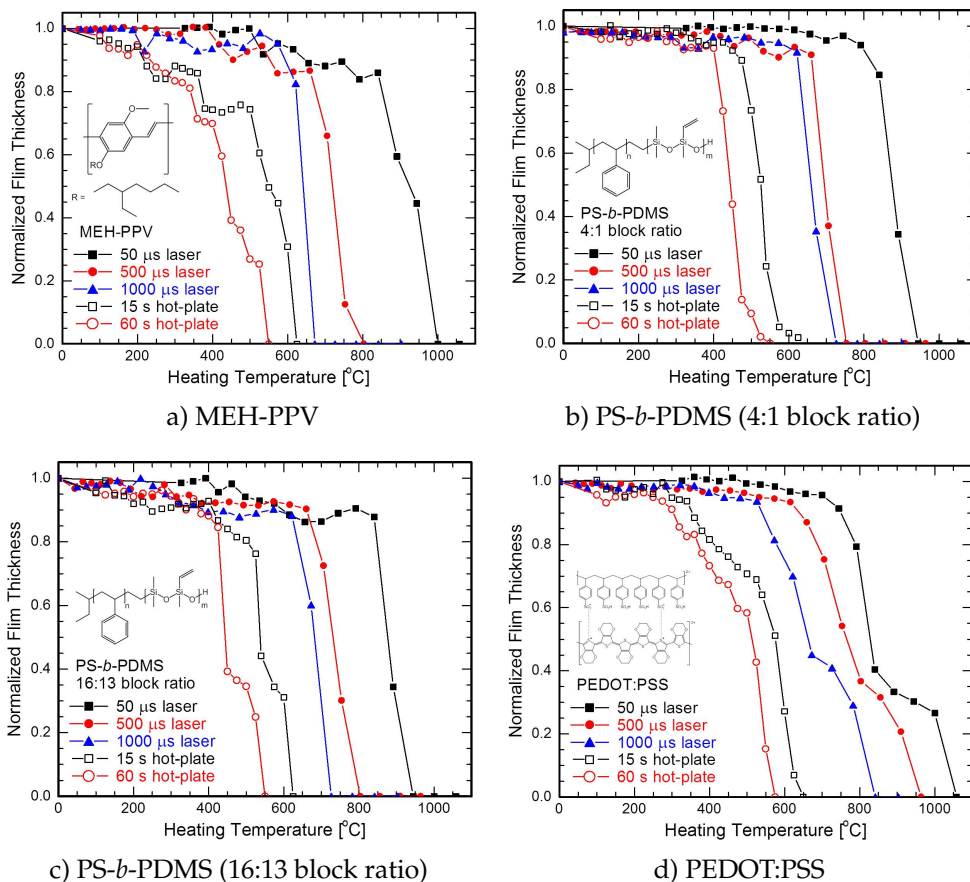 Normalized Flim Thickness
1.0
0.8
0.6
0.4
0.2
0.0
O
RO
O
n
R =
MEH-PPV
50 μs laser
500 μs laser
1000 μs laser
15 s hot-plate
60 s hot-plate
0 200 400 600 800 1000
Heating Temperature [°C]
a) MEH-PPV
Normalized Flim Thickness
1.0
0.8
0.6
0.4
0.2
0.0
n Si O Si O m H
PS-b-PDMS
4:1 block ratio
50 μs laser
500 μs laser
1000 μs laser
15 s hot-plate
60 s hot-plate
0 200 400 600 800 1000
Heating Temperature [°C]
b) PS-b-PDMS (4:1 block ratio)
Normalized Flim Thickness
1.0
0.8
0.6
0.4
0.2
0.0
n Si O Si O m H
PS-b-PDMS
16:13 block ratio
50 μs laser
500 μs laser
1000 μs laser
15 s hot-plate
60 s hot-plate
0 200 400 600 800 1000
Heating Temperature [°C]
c) PS-b-PDMS (16:13 block ratio)
Normalized Flim Thickness
1.0
0.8
0.6
0.4
0.2
0.0
PEDOT:PSS
50 μs laser
500 μs laser
1000 μs laser
15 s hot-plate
60 s hot-plate
0 200 400 600 800 1000
Heating Temperature [°C]
d) PEDOT:PSS